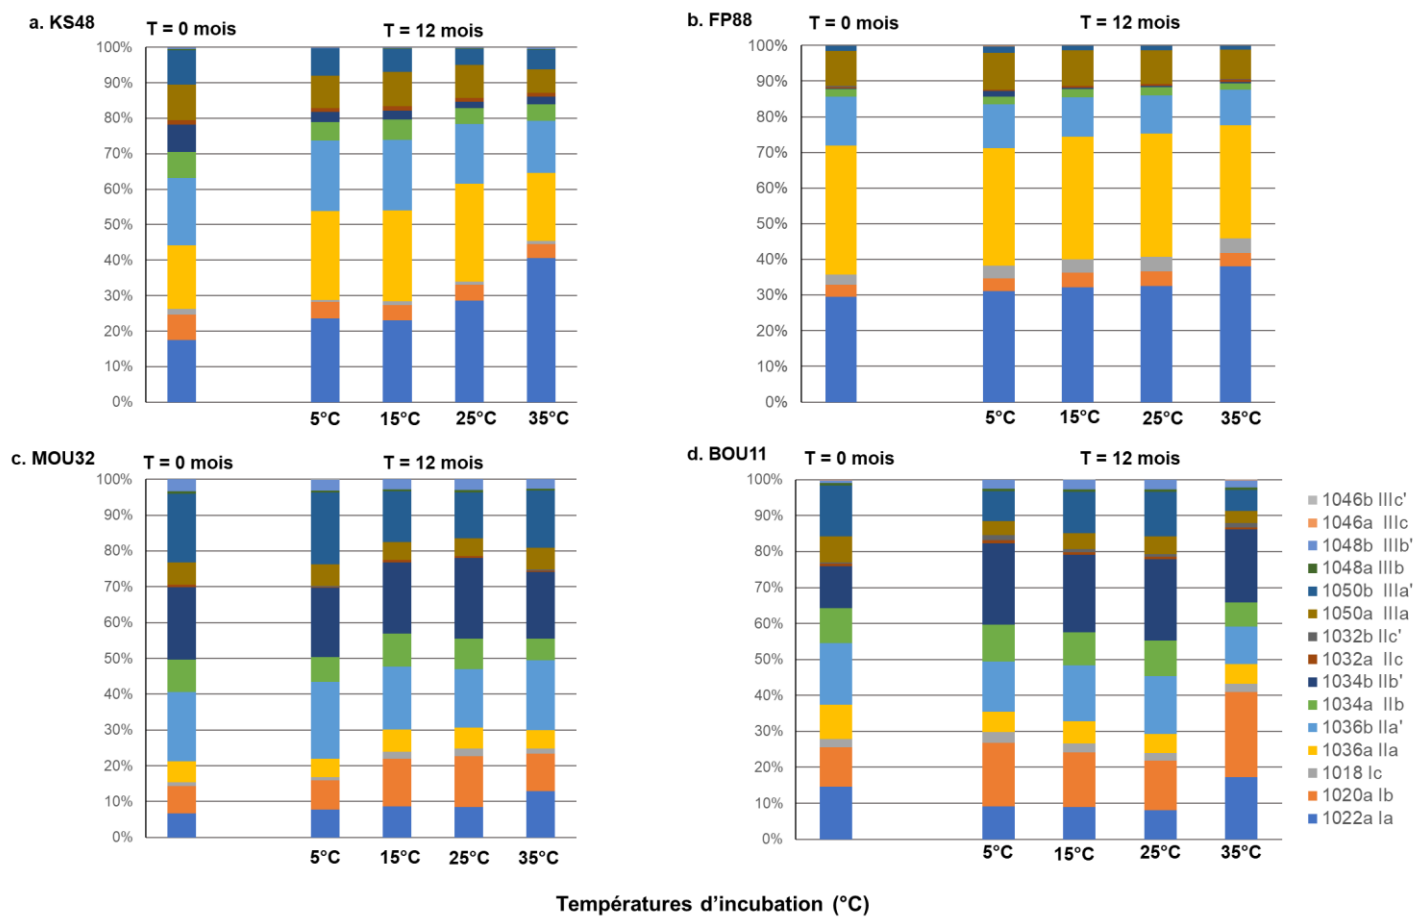 a. KS48
T = 0 mois
T = 12 mois
100%
90%
80%
70%
60%
50%
40%
30%
20%
10%
0%
5°C
15°C
25°C
35°C
b. FP88
T = 0 mois
T = 12 mois
100%
90%
80%
70%
60%
50%
40%
30%
20%
10%
0%
5°C
15°C
25°C
35°C
c. MOU32
T = 0 mois
T = 12 mois
100%
90%
80%
70%
60%
50%
40%
30%
20%
10%
0%
5°C
15°C
25°C
35°C
d. BOU11
T = 0 mois
T = 12 mois
100%
90%
80%
70%
60%
50%
40%
30%
20%
10%
0%
5°C
15°C
25°C
35°C
1046b IIIc'
1046a IIIc
1048b IIIb'
1048a IIIb
1050b IIIa'
1050a IIIa
1032b IIc'
1032a IIc
1034b IIb'
1034a IIb
1036b IIa'
1036a IIa
1018 Ic
1020a Ib
1022a Ia
Températures d'incubation (°C)